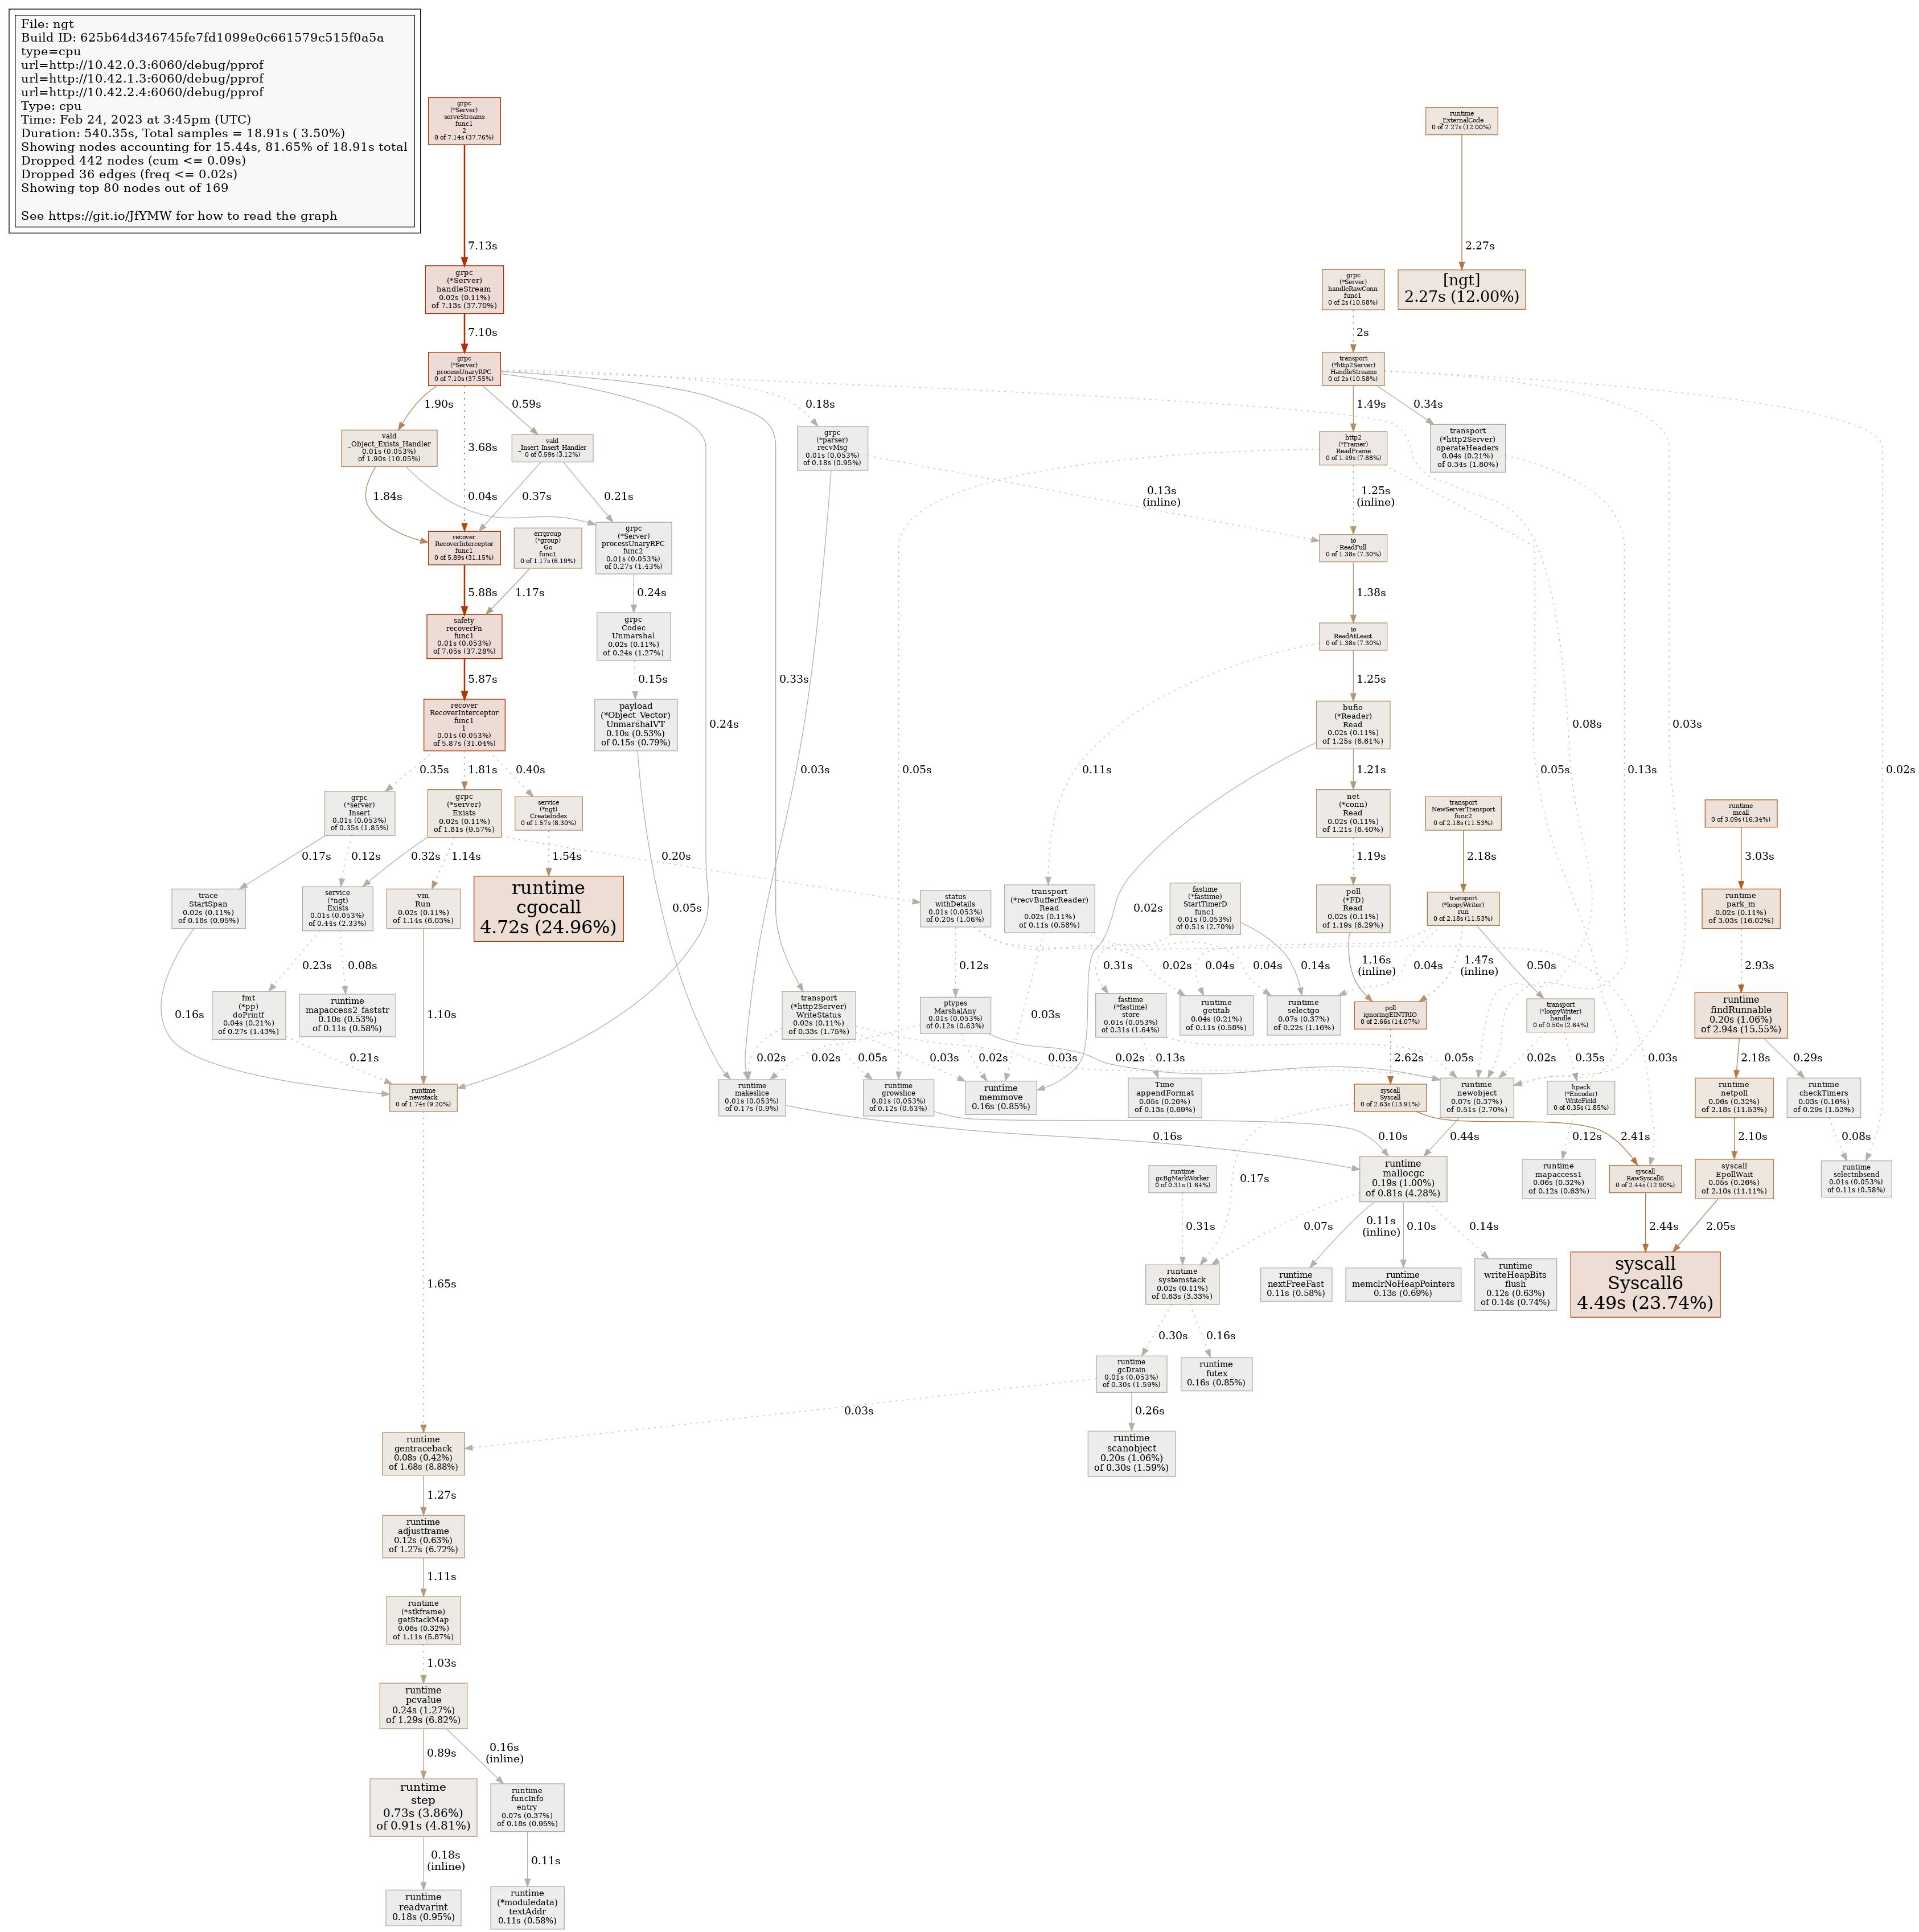 File: ngt
Build ID: 625b64d346745fe7fd1099e0c661579c515f0a5a
type=cpu
url=http://10.42.0.3:6060/debug/pprof
url=http://10.42.1.3:6060/debug/pprof
url=http://10.42.2.4:6060/debug/pprof
Type: cpu
Time: Feb 24, 2023 at 3:45pm (UTC)
Duration: 540.35s, Total samples = 18.91s ( 3.50%)
Showing nodes accounting for 15.44s, 81.65% of 18.91s total
Dropped 442 nodes (cum <= 0.09s)
Dropped 36 edges (freq <= 0.02s)
Showing top 80 nodes out of 169
See https://git.io/JfYMW for how to read the graph
grpc
(*Server)
serveStreams
func1
2
0 of 7.14s (37.76%)
runtime
_ExternalCode
0 of 2.27s (12.00%)
7.13s
2.27s
grpc
(*Server)
handleStream
0.02s (0.11%)
of 7.13s (37.70%)
grpc
(*Server)
handleRawConn
func1
0 of 2s (10.58%)
[ngt]
2.27s (12.00%)
7.10s
2s
grpc
(*Server)
processUnaryRPC
0 of 7.10s (37.55%)
transport
(*http2Server)
HandleStreams
0 of 2s (10.58%)
1.90s
0.59s
0.18s
1.49s
0.34s
vald
_Object_Exists_Handler
0.01s (0.053%)
of 1.90s (10.05%)
3.68s
vald
_Insert_Insert_Handler
0 of 0.59s (3.12%)
grpc
(*parser)
recvMsg
0.01s (0.053%)
of 0.18s (0.95%)
http2
(*Framer)
ReadFrame
0 of 1.49s (7.88%)
transport
(*http2Server)
operateHeaders
0.04s (0.21%)
of 0.34s (1.80%)
1.84s
0.04s
0.37s
0.21s
0.13s
(inline)
1.25s
(inline)
recover
RecoverInterceptor
func1
0 of 5.89s (31.15%)
errgroup
(*group)
Go
func1
0 of 1.17s (6.19%)
grpc
(*Server)
processUnaryRPC
func2
0.01s (0.053%)
of 0.27s (1.43%)
io
ReadFull
0 of 1.38s (7.30%)
5.88s
1.17s
0.24s
1.38s
safety
recoverFn
func1
0.01s (0.053%)
of 7.05s (37.28%)
grpc
Codec
Unmarshal
0.02s (0.11%)
of 0.24s (1.27%)
io
ReadAtLeast
0 of 1.38s (7.30%)
5.87s
0.15s
0.33s
1.25s
recover
RecoverInterceptor
func1
1
0.01s (0.053%)
of 5.87s (31.04%)
payload
(*Object_Vector)
UnmarshalVT
0.10s (0.53%)
of 0.15s (0.79%)
0.24s
bufio
(*Reader)
Read
0.02s (0.11%)
of 1.25s (6.61%)
0.08s
0.03s
0.35s
1.81s
0.40s
0.03s
0.05s
0.11s
1.21s
0.05s
0.13s
0.02s
grpc
(*server)
Insert
0.01s (0.053%)
of 0.35s (1.85%)
grpc
(*server)
Exists
0.02s (0.11%)
of 1.81s (9.57%)
service
(*ngt)
CreateIndex
0 of 1.57s (8.30%)
net
(*conn)
Read
0.02s (0.11%)
of 1.21s (6.40%)
transport
NewServerTransport
func2
0 of 2.18s (11.53%)
runtime
mcall
0 of 3.09s (16.34%)
0.17s
0.12s
0.32s
1.14s
1.54s
0.20s
1.19s
2.18s
3.03s
trace
StartSpan
0.02s (0.11%)
of 0.18s (0.95%)
service
(*ngt)
Exists
0.01s (0.053%)
of 0.44s (2.33%)
vm
Run
0.02s (0.11%)
of 1.14s (6.03%)
runtime
cgocall
4.72s (24.96%)
0.05s
status
withDetails
0.01s (0.053%)
of 0.20s (1.06%)
transport
(*recvBufferReader)
Read
0.02s (0.11%)
of 0.11s (0.58%)
0.02s
fastime
(*fastime)
StartTimerD
func1
0.01s (0.053%)
of 0.51s (2.70%)
poll
(*FD)
Read
0.02s (0.11%)
of 1.19s (6.29%)
transport
(*loopyWriter)
run
0 of 2.18s (11.53%)
runtime
park_m
0.02s (0.11%)
of 3.03s (16.02%)
0.23s
0.08s
0.12s
0.31s
0.02s
0.04s
0.04s
0.14s
1.16s
(inline)
0.04s
1.47s
(inline)
0.50s
2.93s
fmt
(*pp)
doPrintf
0.04s (0.21%)
of 0.27s (1.43%)
runtime
mapaccess2_faststr
0.10s (0.53%)
of 0.11s (0.58%)
0.16s
1.10s
transport
(*http2Server)
WriteStatus
0.02s (0.11%)
of 0.33s (1.75%)
ptypes
MarshalAny
0.01s (0.053%)
of 0.12s (0.63%)
0.03s
fastime
(*fastime)
store
0.01s (0.053%)
of 0.31s (1.64%)
runtime
getitab
0.04s (0.21%)
of 0.11s (0.58%)
runtime
selectgo
0.07s (0.37%)
of 0.22s (1.16%)
poll
ignoringEINTRIO
0 of 2.66s (14.07%)
transport
(*loopyWriter)
handle
0 of 0.50s (2.64%)
runtime
findRunnable
0.20s (1.06%)
of 2.94s (15.55%)
0.21s
0.02s
0.02s
0.05s
0.03s
0.02s
0.03s
0.02s
0.13s
0.05s
2.62s
0.02s
0.35s
0.03s
2.18s
0.29s
runtime
newstack
0 of 1.74s (9.20%)
runtime
makeslice
0.01s (0.053%)
of 0.17s (0.9%)
runtime
growslice
0.01s (0.053%)
of 0.12s (0.63%)
runtime
memmove
0.16s (0.85%)
Time
appendFormat
0.05s (0.26%)
of 0.13s (0.69%)
syscall
Syscall
0 of 2.63s (13.91%)
runtime
newobject
0.07s (0.37%)
of 0.51s (2.70%)
hpack
(*Encoder)
WriteField
0 of 0.35s (1.85%)
runtime
netpoll
0.06s (0.32%)
of 2.18s (11.53%)
runtime
checkTimers
0.03s (0.16%)
of 0.29s (1.53%)
0.16s
0.10s
0.44s
0.12s
2.41s
2.10s
0.08s
runtime
gcBgMarkWorker
0 of 0.31s (1.64%)
0.17s
runtime
mallocgc
0.19s (1.00%)
of 0.81s (4.28%)
runtime
mapaccess1
0.06s (0.32%)
of 0.12s (0.63%)
syscall
RawSyscall6
0 of 2.44s (12.90%)
syscall
EpollWait
0.05s (0.26%)
of 2.10s (11.11%)
runtime
selectnbsend
0.01s (0.053%)
of 0.11s (0.58%)
0.31s
0.07s
0.11s
(inline)
0.10s
0.14s
2.44s
2.05s
1.65s
runtime
systemstack
0.02s (0.11%)
of 0.63s (3.33%)
runtime
nextFreeFast
0.11s (0.58%)
runtime
memclrNoHeapPointers
0.13s (0.69%)
runtime
writeHeapBits
flush
0.12s (0.63%)
of 0.14s (0.74%)
syscall
Syscall6
4.49s (23.74%)
0.30s
0.16s
runtime
gcDrain
0.01s (0.053%)
of 0.30s (1.59%)
runtime
futex
0.16s (0.85%)
0.03s
0.26s
runtime
gentraceback
0.08s (0.42%)
of 1.68s (8.88%)
runtime
scanobject
0.20s (1.06%)
of 0.30s (1.59%)
1.27s
runtime
adjustframe
0.12s (0.63%)
of 1.27s (6.72%)
1.11s
runtime
(*stkframe)
getStackMap
0.06s (0.32%)
of 1.11s (5.87%)
1.03s
runtime
pcvalue
0.24s (1.27%)
of 1.29s (6.82%)
0.89s
0.16s
(inline)
runtime
step
0.73s (3.86%)
of 0.91s (4.81%)
runtime
funcInfo
entry
0.07s (0.37%)
of 0.18s (0.95%)
0.18s
(inline)
0.11s
runtime
readvarint
0.18s (0.95%)
runtime
(*moduledata)
textAddr
0.11s (0.58%)